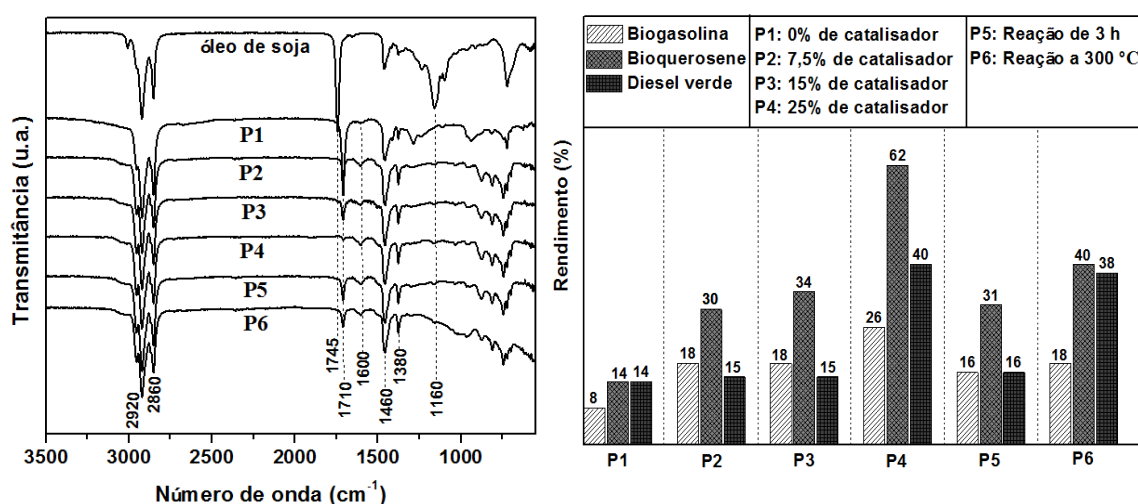 óleo de soja
P1
P2
P3
P4
P5
P6
2920
2860
1745
1710
1600
1460
1380
1160
3500 3000 2500 2000 1500 1000
Número de onda (cm⁻¹)
Transmitância (u.a.)
Biogasolina
Bioquerosene
Diesel verde
P1: 0% de catalisador
P2: 7,5% de catalisador
P3: 15% de catalisador
P4: 25% de catalisador
P5: Reação de 3 h
P6: Reação a 300 °C
Rendimento (%)
8 14 14
18 30 15
18 34 15
26 62 40
16 31 16
18 40 38
P1 P2 P3 P4 P5 P6